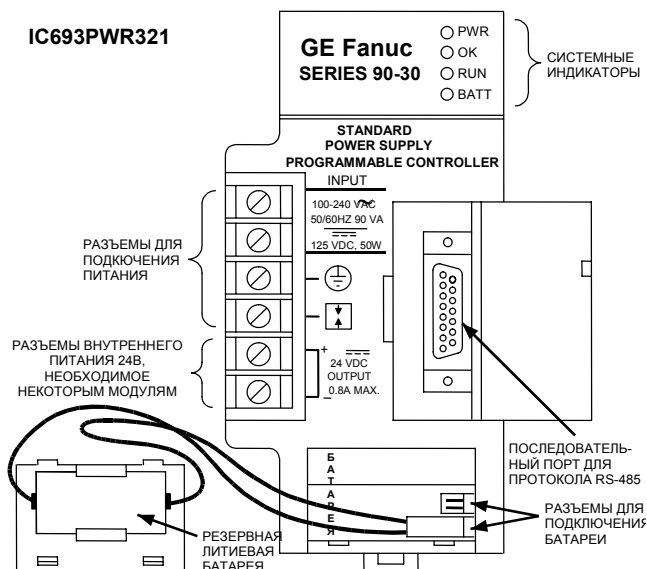 IC693PWR321
GE Fanuc
SERIES 90-30
PWR
OK
RUN
BATT
СИСТЕМНЫЕ
ИНДИКАТОРЫ
STANDARD
POWER SUPPLY
PROGRAMMABLE CONTROLLER
INPUT
100-240 VAC
50/60HZ 90 VA
125 VDC, 50W
РАЗЪЕМЫ ДЛЯ
ПОДКЮЧЕНИЯ
ПИТАНИЯ
РАЗЪЕМЫ ВНУТРЕННЕГО
ПИТАНИЯ 24В,
НЕОБХОДИМОЕ
НЕКОТОРЫМ МОДУЛЯМ
+
24 VDC
OUTPUT
0.8A MAX.
–
ПОСЛЕДОВАТЕЛЬ-
НЫЙ ПОРТ ДЛЯ
ПРОТОКОЛА RS-485
БАТАРЕЯ
РАЗЪЕМЫ ДЛЯ
ПОДКЛЮЧЕНИЯ
БАТАРЕИ
РЕЗЕРВНАЯ
ЛИТИЕВАЯ
БАТАРЕЯ